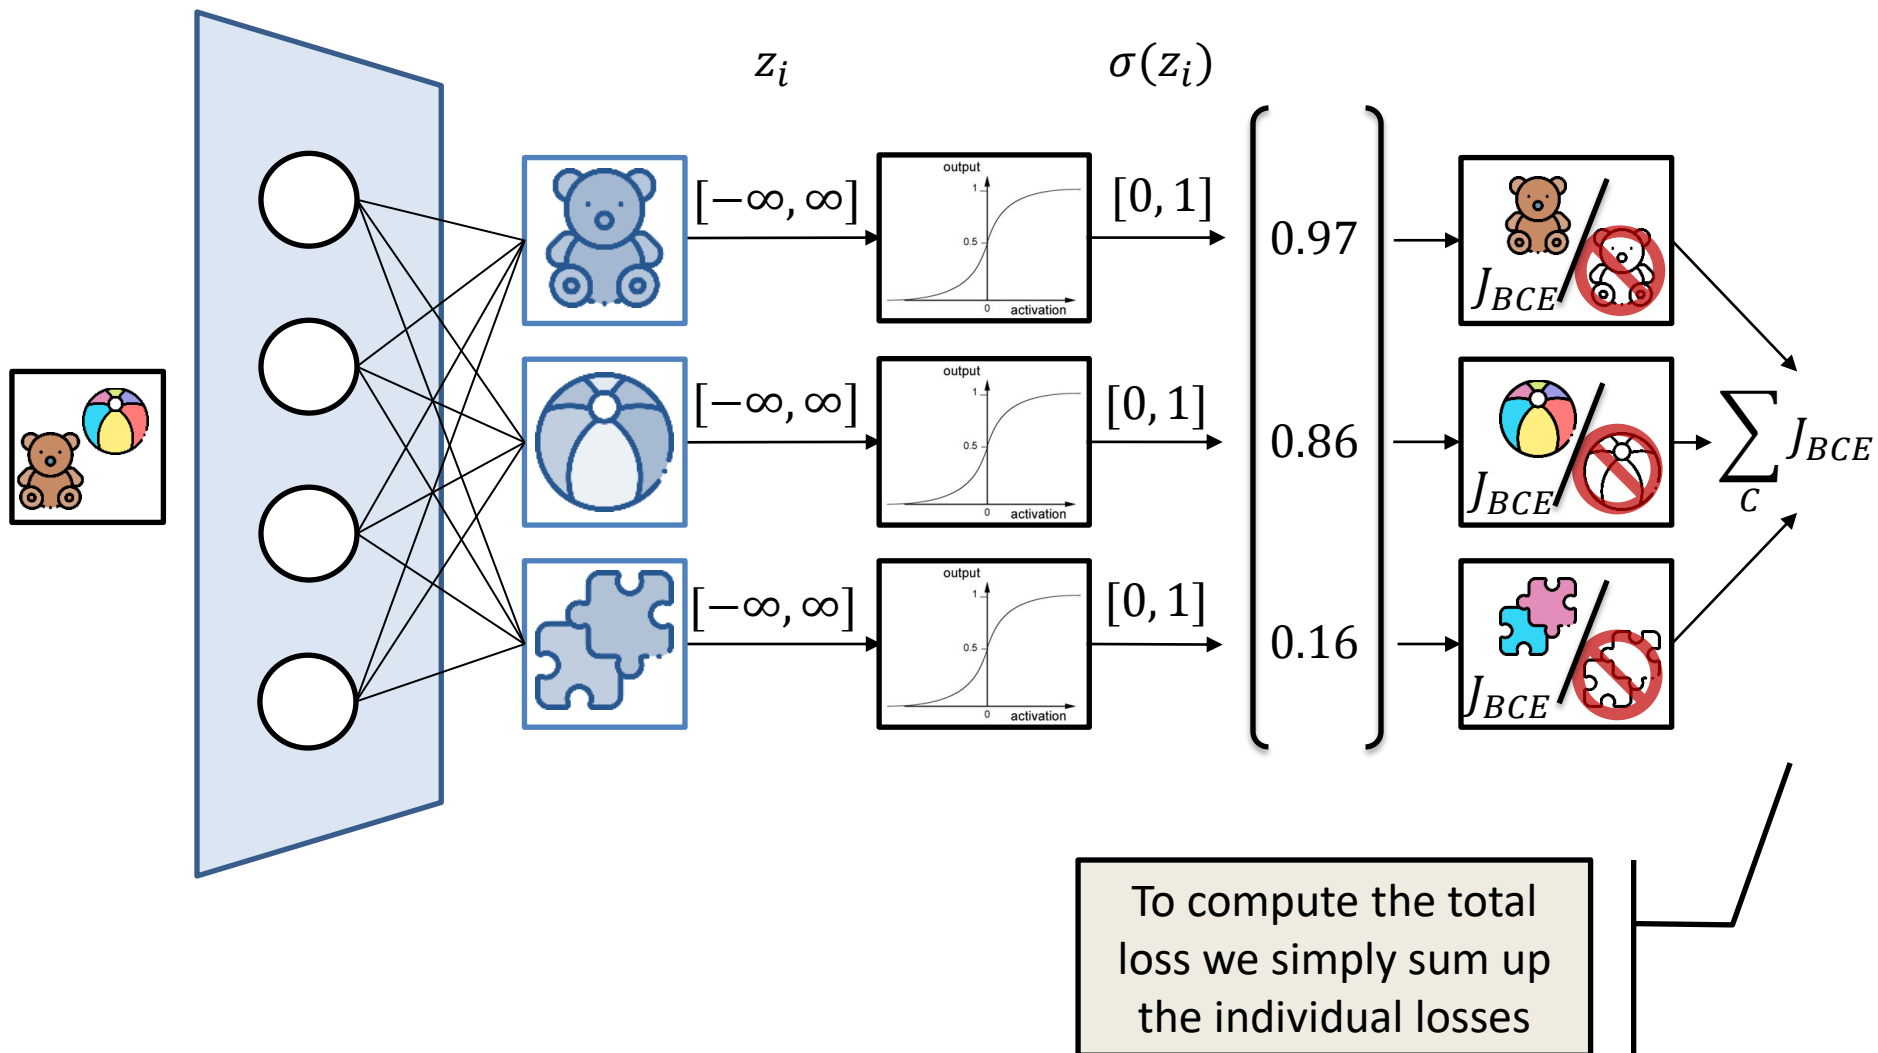 z_i
σ(z_i)
[−∞, ∞]
output
1
0.5
0
activation
[0, 1]
0.97
J_BCE
[−∞, ∞]
output
1
0.5
0
activation
[0, 1]
0.86
J_BCE
∑ J_BCE
C
[−∞, ∞]
output
1
0.5
0
activation
[0, 1]
0.16
J_BCE
To compute the total
loss we simply sum up
the individual losses